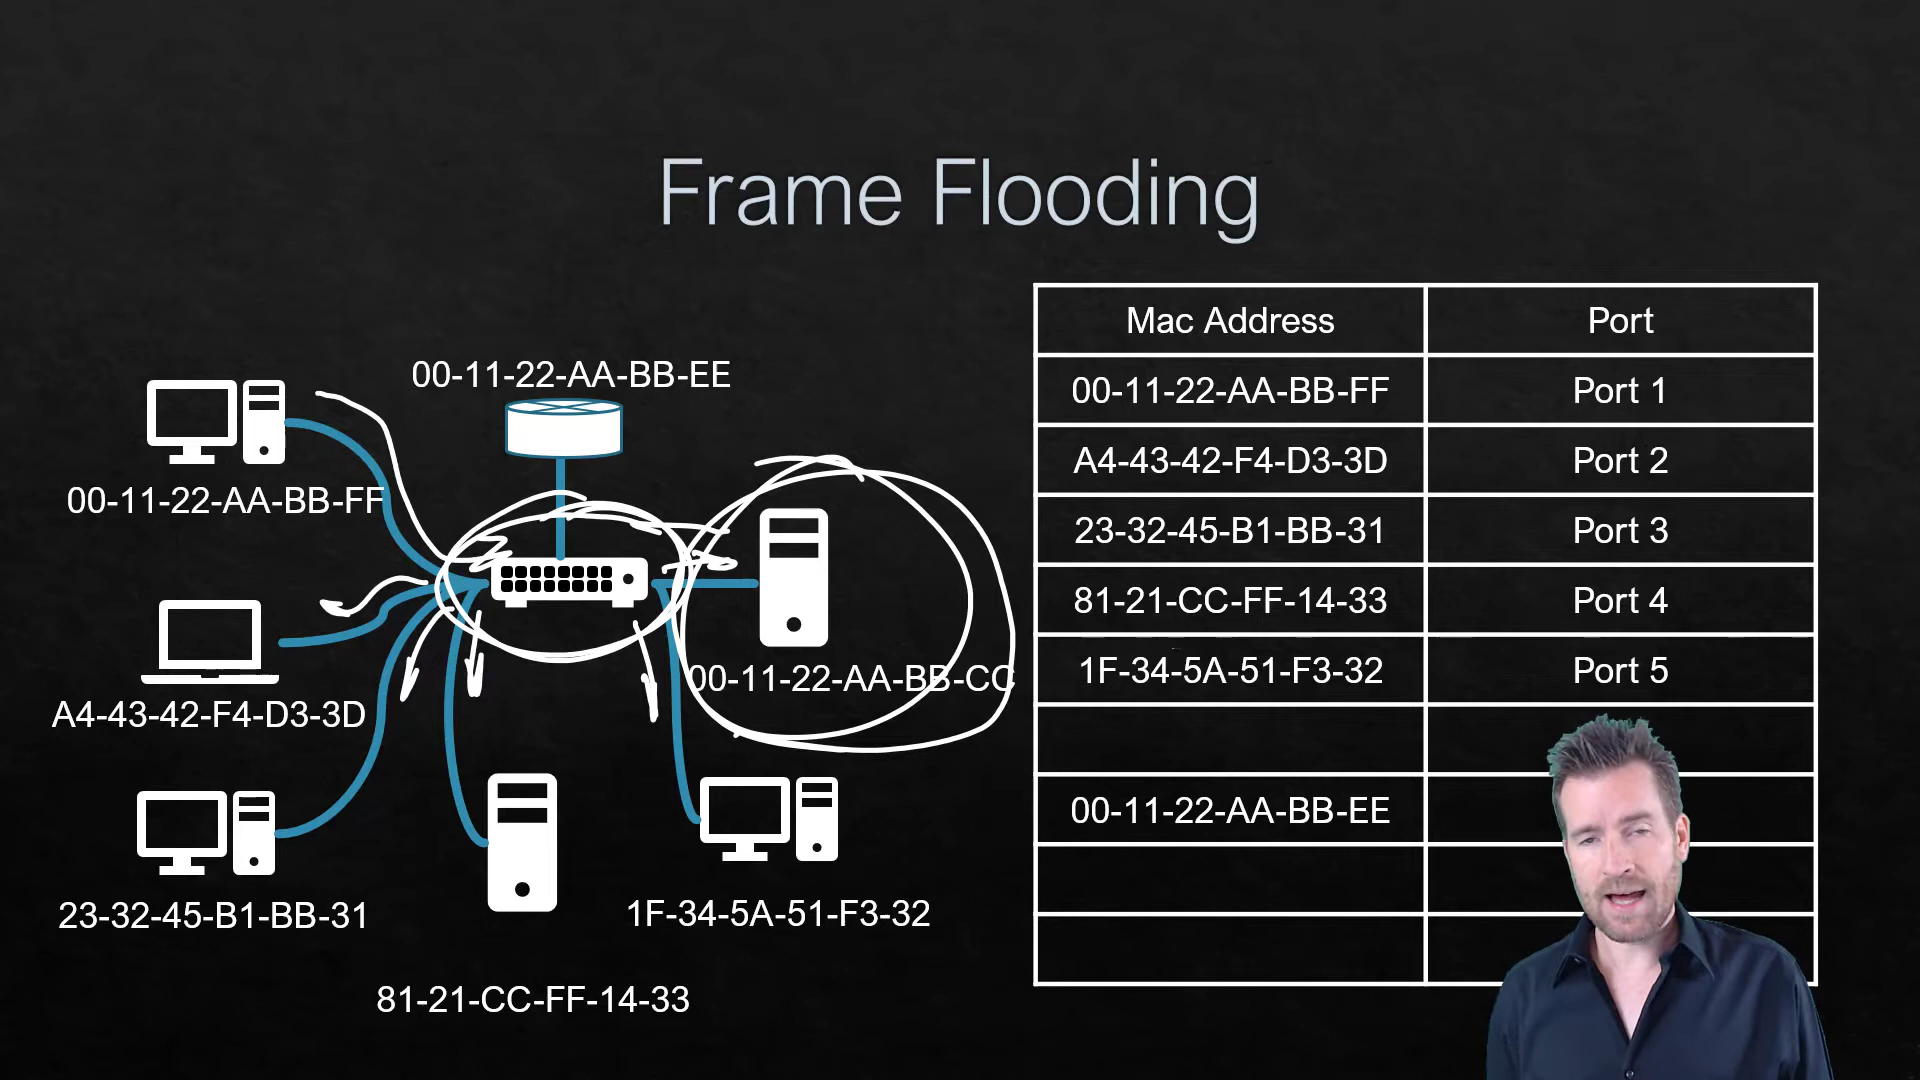 Frame Flooding
00-11-22-AA-BB-EE
00-11-22-AA-BB-FF
00-11-22-AA-BB-CC
A4-43-42-F4-D3-3D
23-32-45-B1-BB-31
1F-34-5A-51-F3-32
81-21-CC-FF-14-33
Mac Address Port
00-11-22-AA-BB-FF Port 1
A4-43-42-F4-D3-3D Port 2
23-32-45-B1-BB-31 Port 3
81-21-CC-FF-14-33 Port 4
1F-34-5A-51-F3-32 Port 5
00-11-22-AA-BB-EE